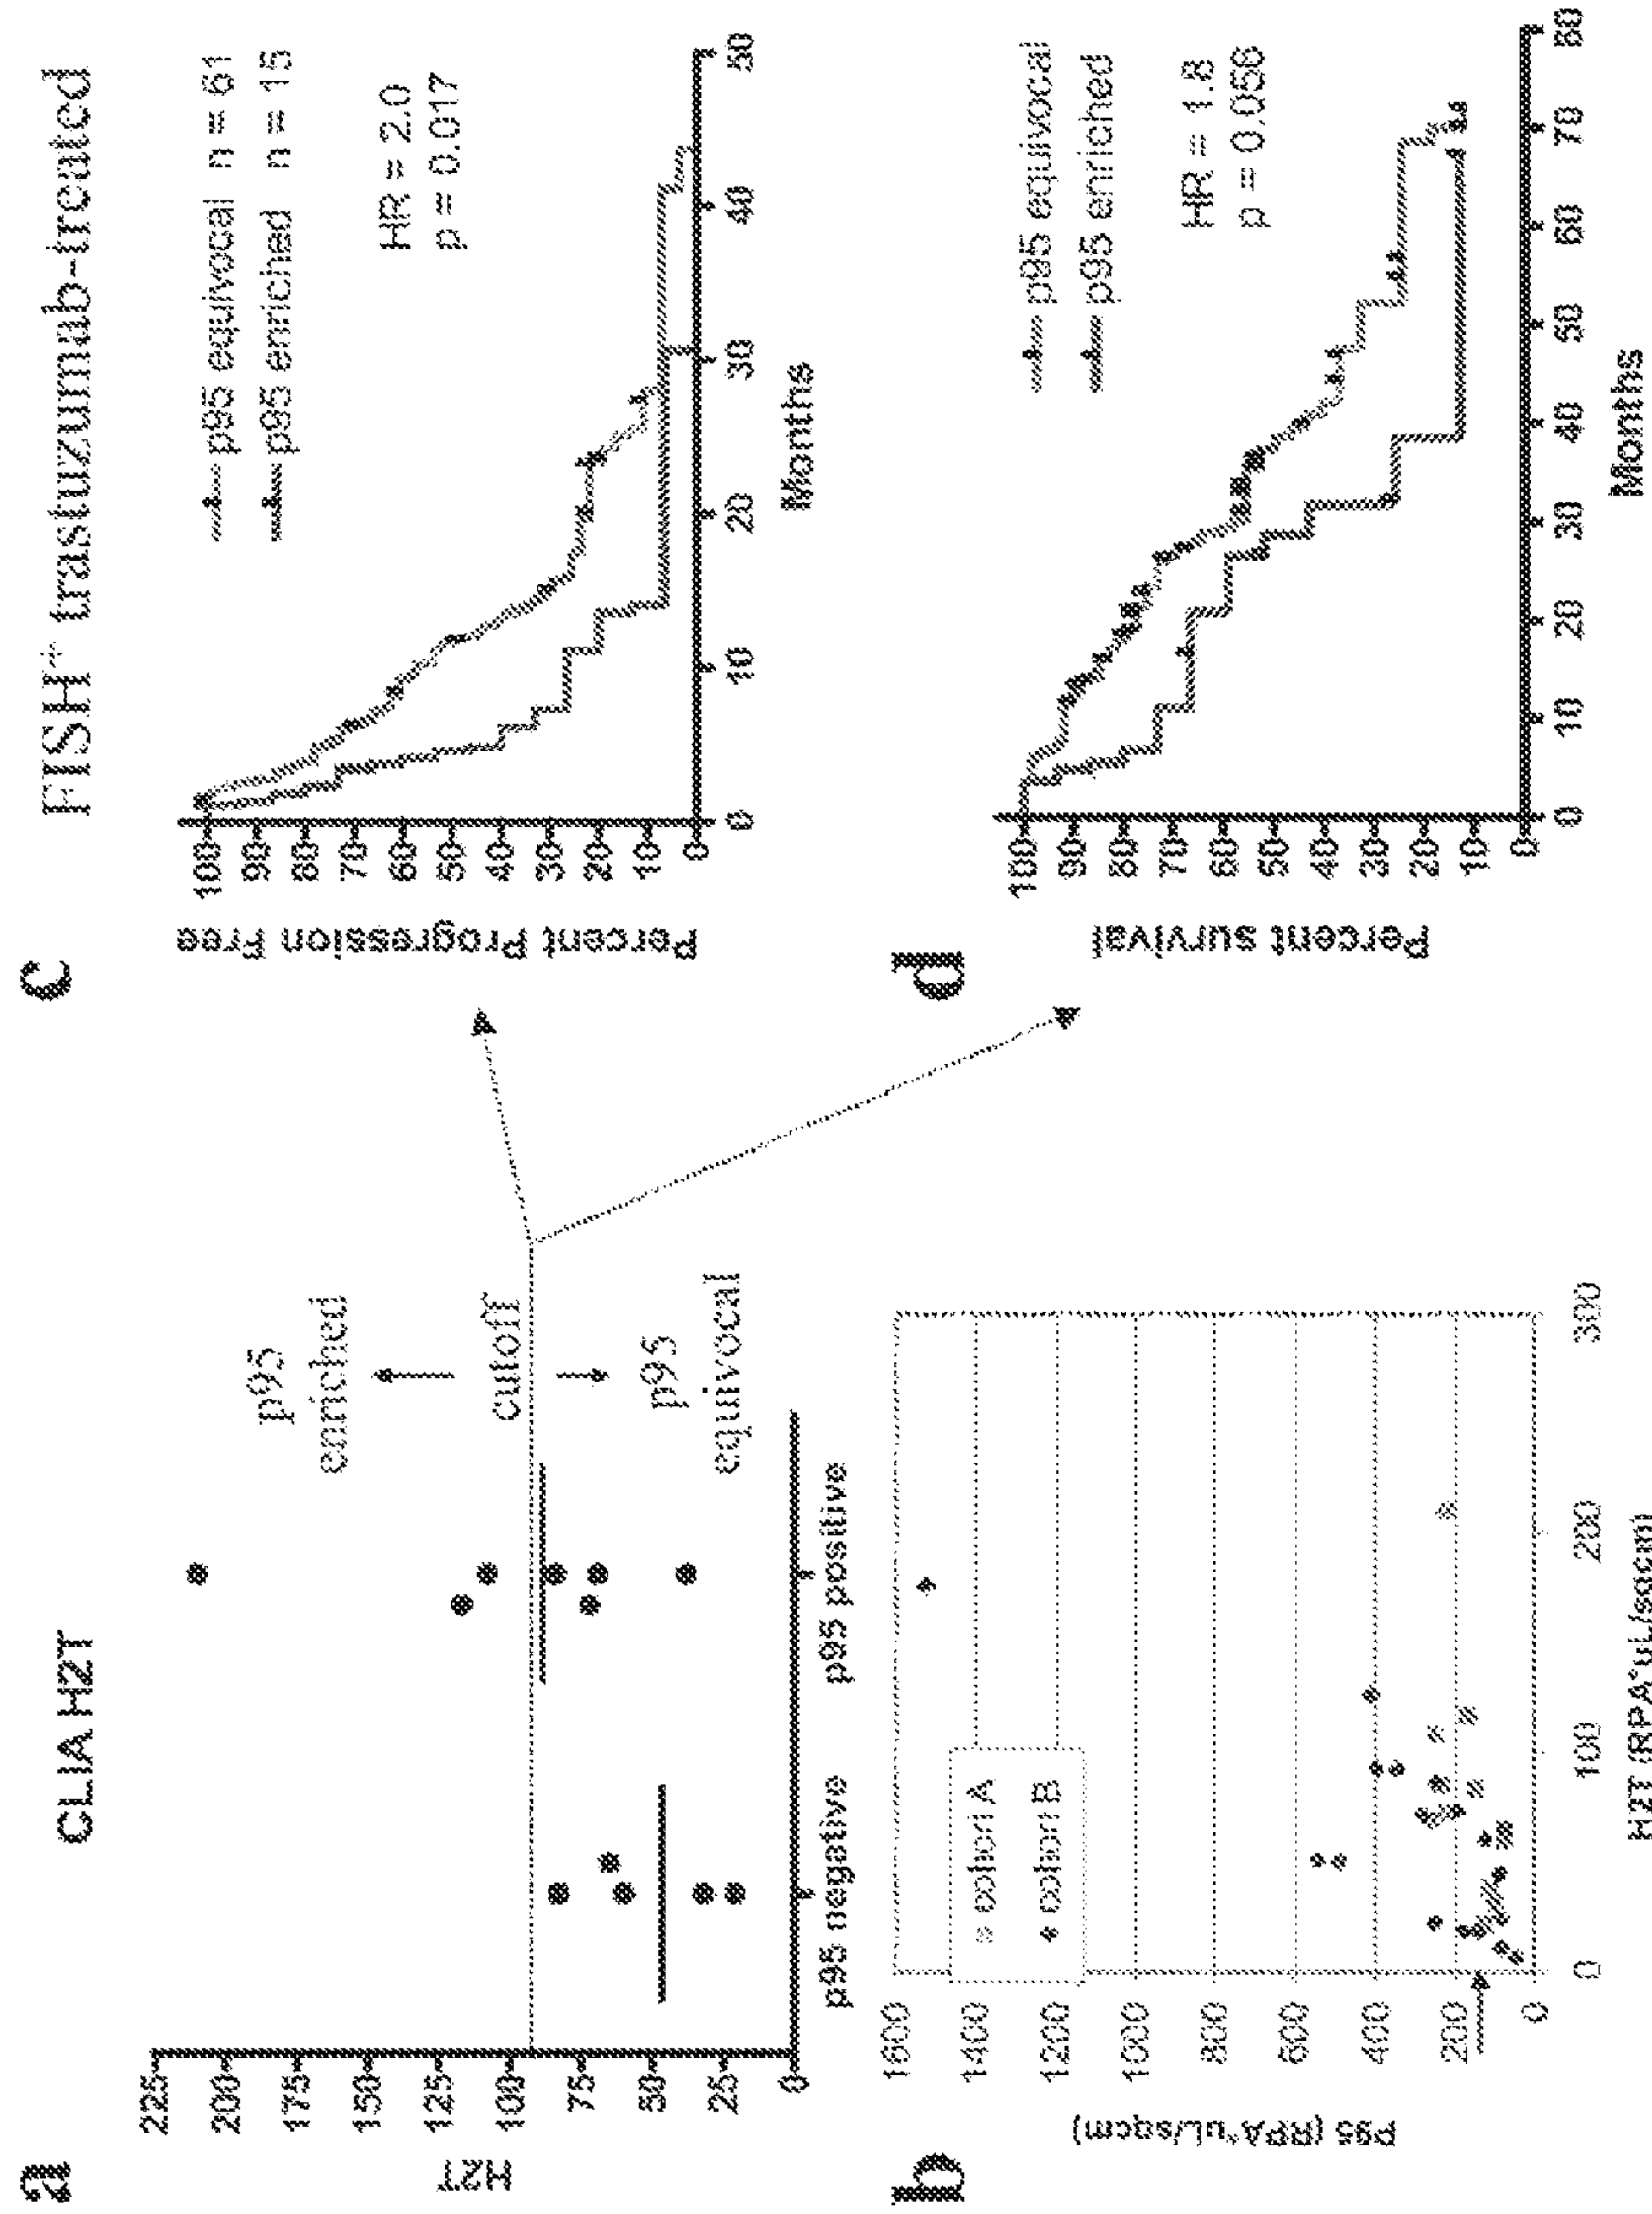 a
CLIA H2T
H2T
225
200
175
150
125
100
75
50
25
0
p95 negative
p95 positive
p95
enriched
cutoff
p95
equivocal
b
P95 (RPA*uL/sqcm)
1600
1400
1200
1000
800
600
400
200
0
cohort A
cohort B
0
100
200
300
H2T (RPA*uL/sqcm)
c
FISH+ trastuzumab-treated
Percent Progression Free
100
90
80
70
60
50
40
30
20
10
0
p95 equivocal n = 61
p95 enriched n = 15
HR = 2.0
p = 0.017
0
10
20
30
40
50
Months
d
Percent survival
100
90
80
70
60
50
40
30
20
10
0
p95 equivocal
p95 enriched
HR = 1.8
p = 0.056
0
10
20
30
40
50
60
70
80
Months